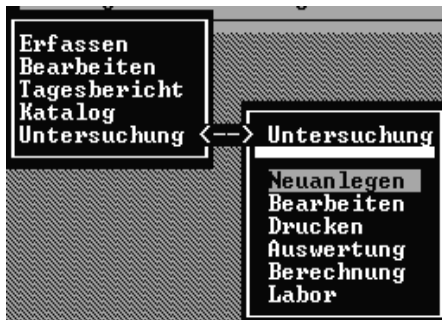 Erfassen
Bearbeiten
Tagesbericht
Katalog
Untersuchung <--> Untersuchung
Neuanlegen
Bearbeiten
Drucken
Auswertung
Berechnung
Labor